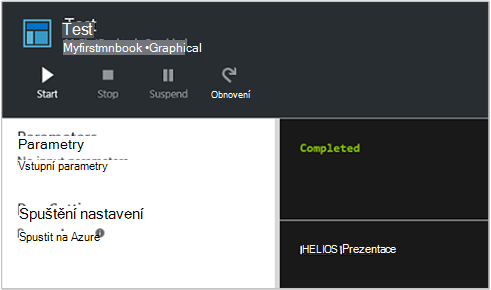 Test
Myfirstmnbook •Graphical
Start Stop Suspend Obnovení
Parametry
Vstupní parametry
Completed
Spuštění nastavení
Spustit na Azure
HELIOS Prezentace